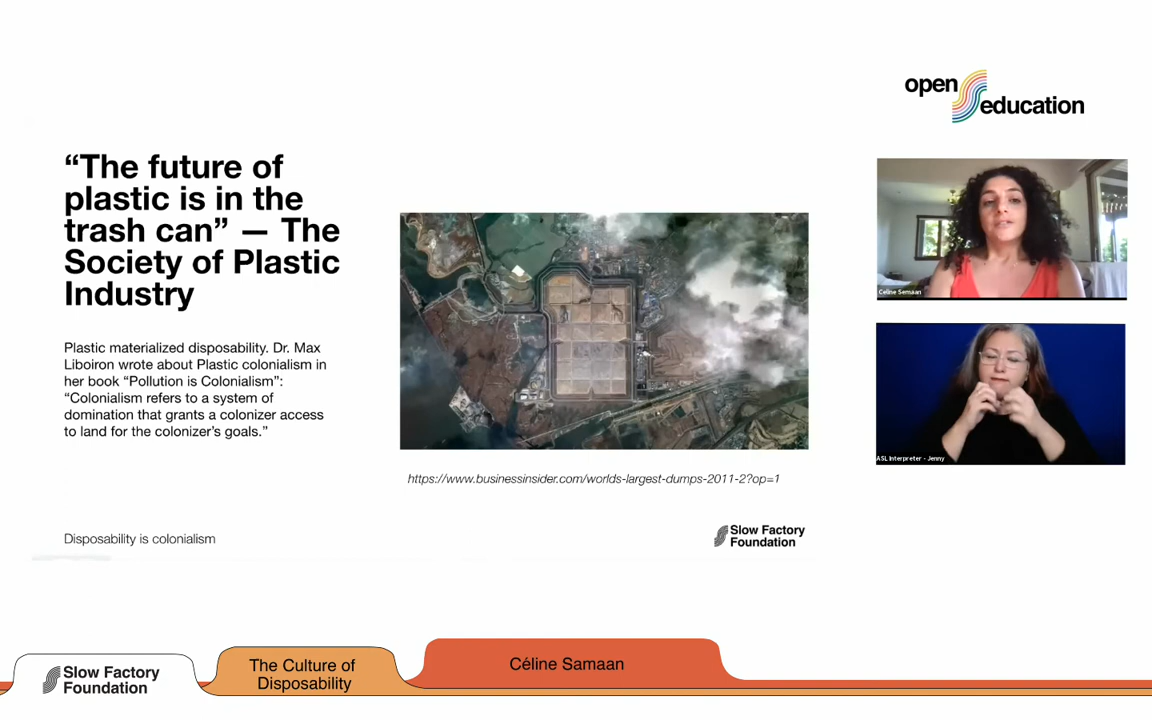 open
education
“The future of
plastic is in the
trash can” — The
Society of Plastic
Industry
Plastic materialized disposability. Dr. Max
Liboiron wrote about Plastic colonialism in
her book “Pollution is Colonialism”:
“Colonialism refers to a system of
domination that grants a colonizer access
to land for the colonizer’s goals.”
https://www.businessinsider.com/worlds-largest-dumps-2011-2?op=1
Disposability is colonialism
Slow Factory
Foundation
Celine Semaan
ASL Interpreter - Jenny
Slow Factory
Foundation
The Culture of
Disposability
Céline Samaan